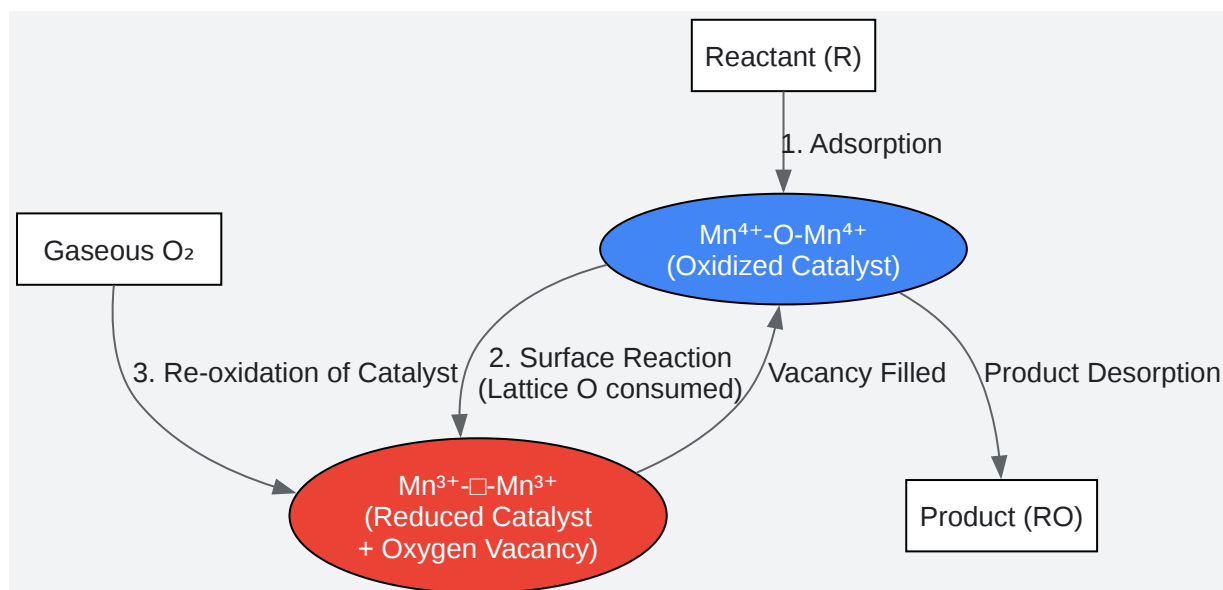 Reactant (R)
1. Adsorption
Mn⁴⁺-O-Mn⁴⁺
(Oxidized Catalyst)
Gaseous O₂
3. Re-oxidation of Catalyst
2. Surface Reaction
(Lattice O consumed)
Vacancy Filled
Product Desorption
Mn³⁺-□-Mn³⁺
(Reduced Catalyst
+ Oxygen Vacancy)
Product (RO)